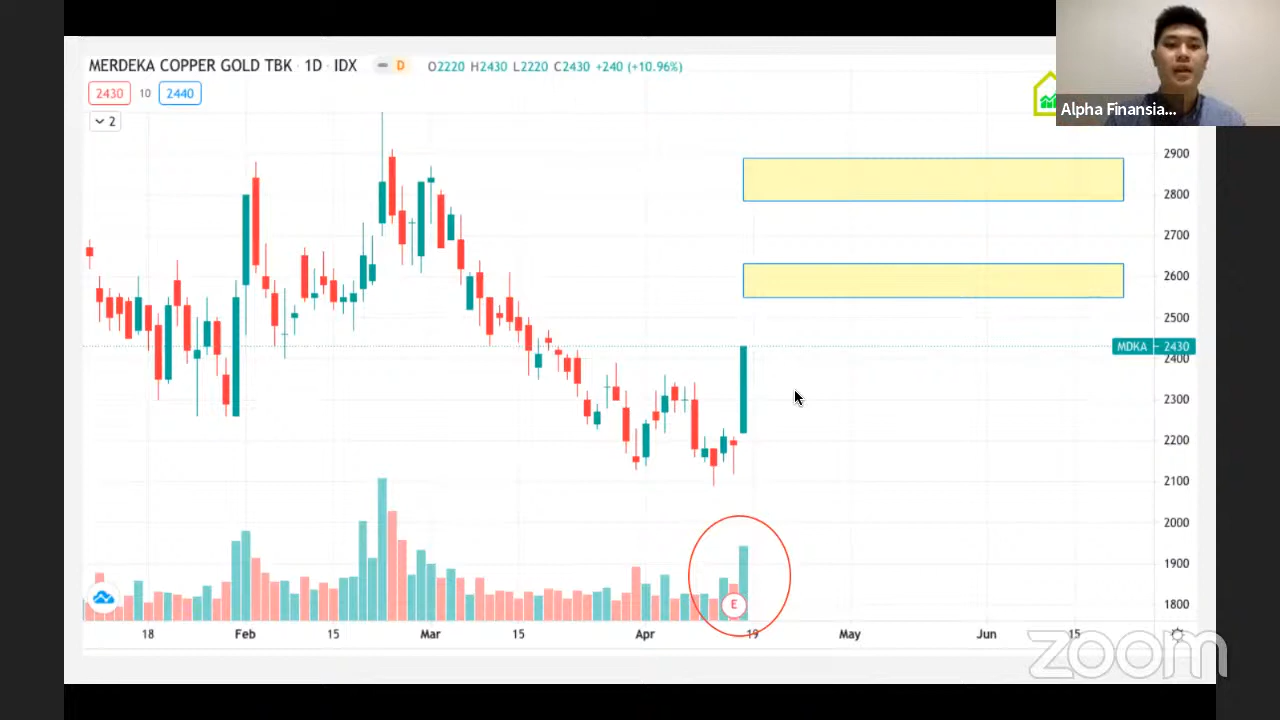 MERDEKA COPPER GOLD TBK · 1D · IDX D O2220 H2430 L2220 C2430 +240 (+10.96%)
2430 10 2440
2
Alpha Finansia...
2900
2800
2700
2600
2500
MDKA 2430
2400
2300
2200
2100
2000
1900
1800
E
18 Feb 15 Mar 15 Apr 19 May Jun 15
zoom